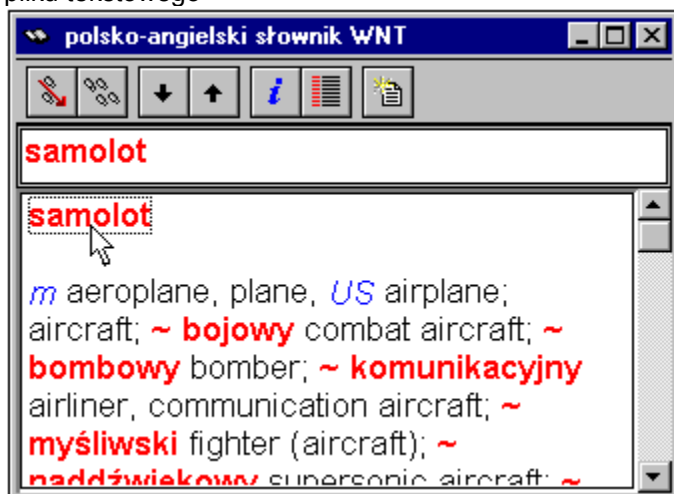 pliku tekstowego
polsko-angielski słownik WNT
i
samolot
samolot
m aeroplane, plane, US airplane;
aircraft; ~ bojowy combat aircraft; ~
bombowy bomber; ~ komunikacyjny
airliner, communication aircraft; ~
myśliwski fighter (aircraft); ~
naddźwiękowy supersonic aircraft; ~